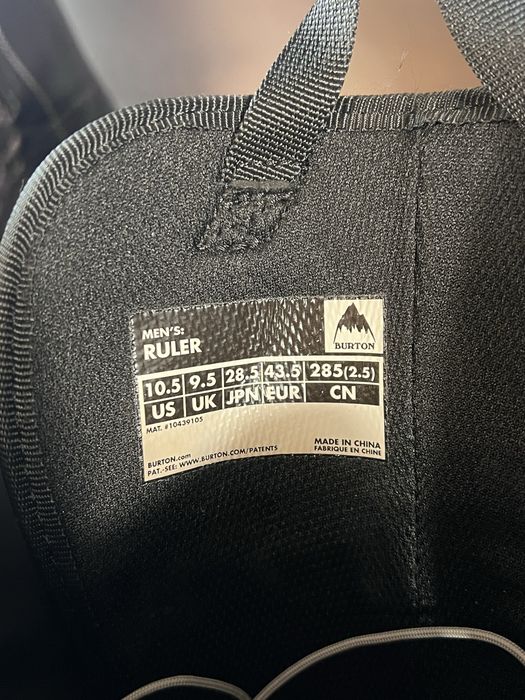 MEN'S:
RULER
BURTON
10.5 9.5 28.5 43.5 285(2.5)
US UK JPN EUR CN
MAT. #10439105
BURTON.com
PAT.-SEE: WWW.BURTON.COM/PATENTS
MADE IN CHINA
FABRIQUE EN CHINE